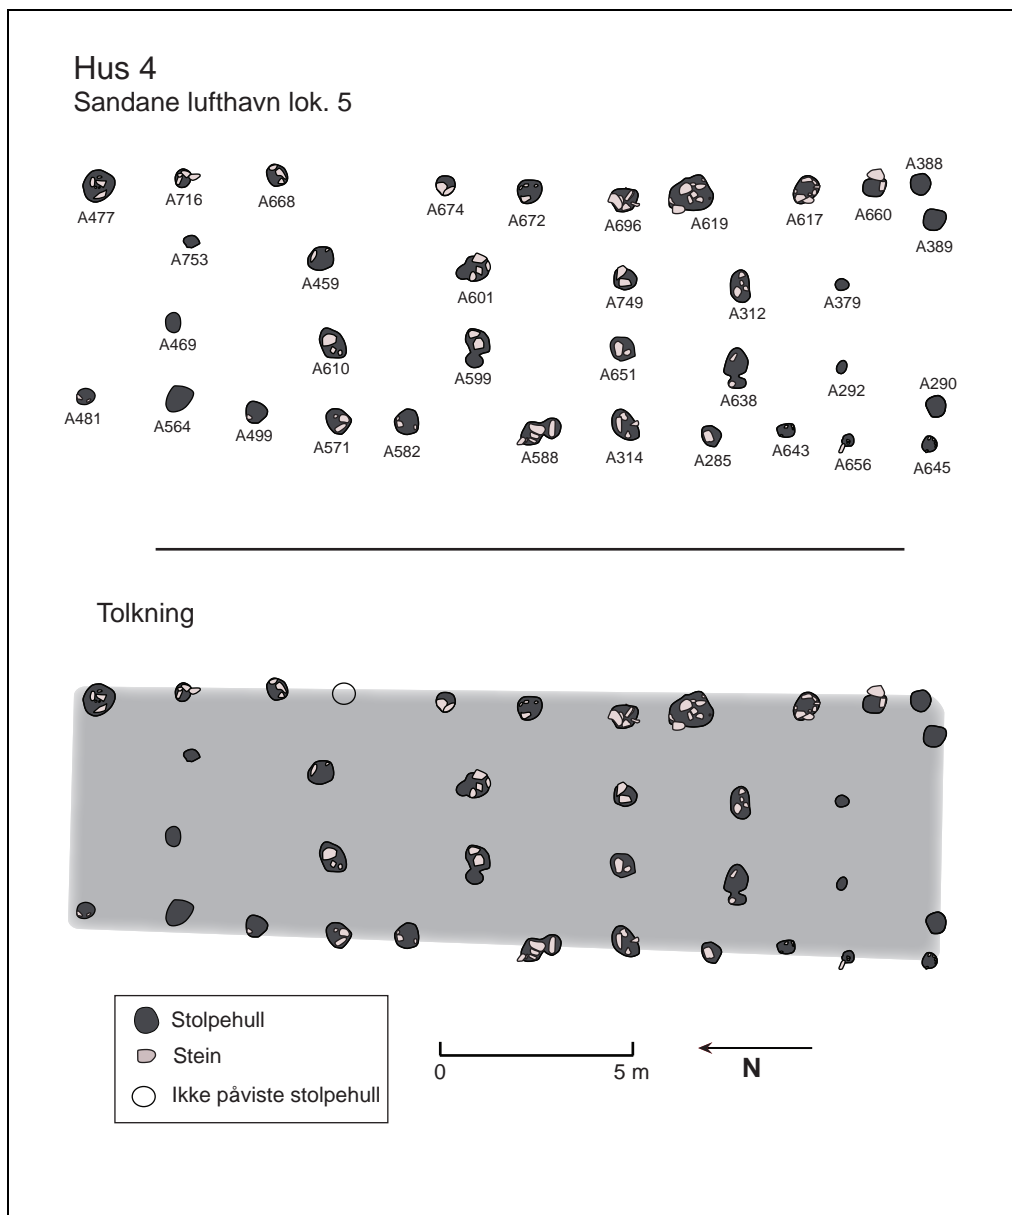 Hus 4
Sandane lufthavn lok. 5
A477 A716 A668 A674 A672 A696 A619 A617 A660 A388
A389
A753 A459 A601 A749 A312 A379
A469 A610 A599 A651 A638 A292 A290
A481 A564 A499 A571 A582 A588 A314 A285 A643 A656 A645
Tolkning
Stolpehull
Stein
Ikke påviste stolpehull
0 5 m
N